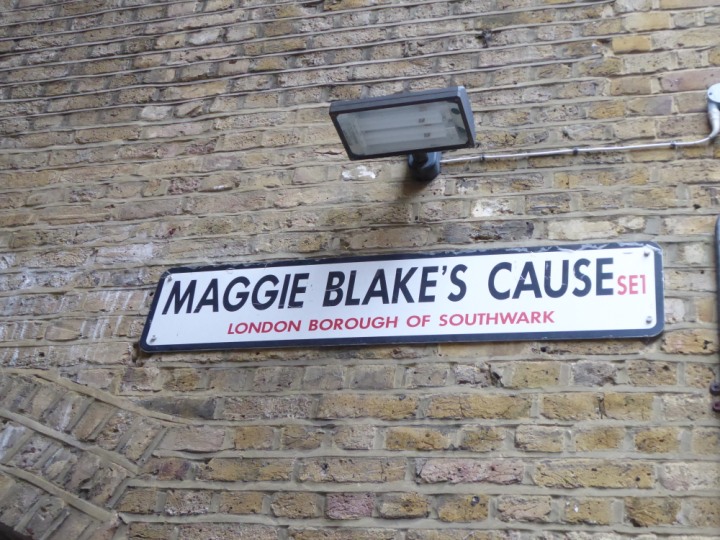 MAGGIE BLAKE'S CAUSE SE1
LONDON BOROUGH OF SOUTHWARK